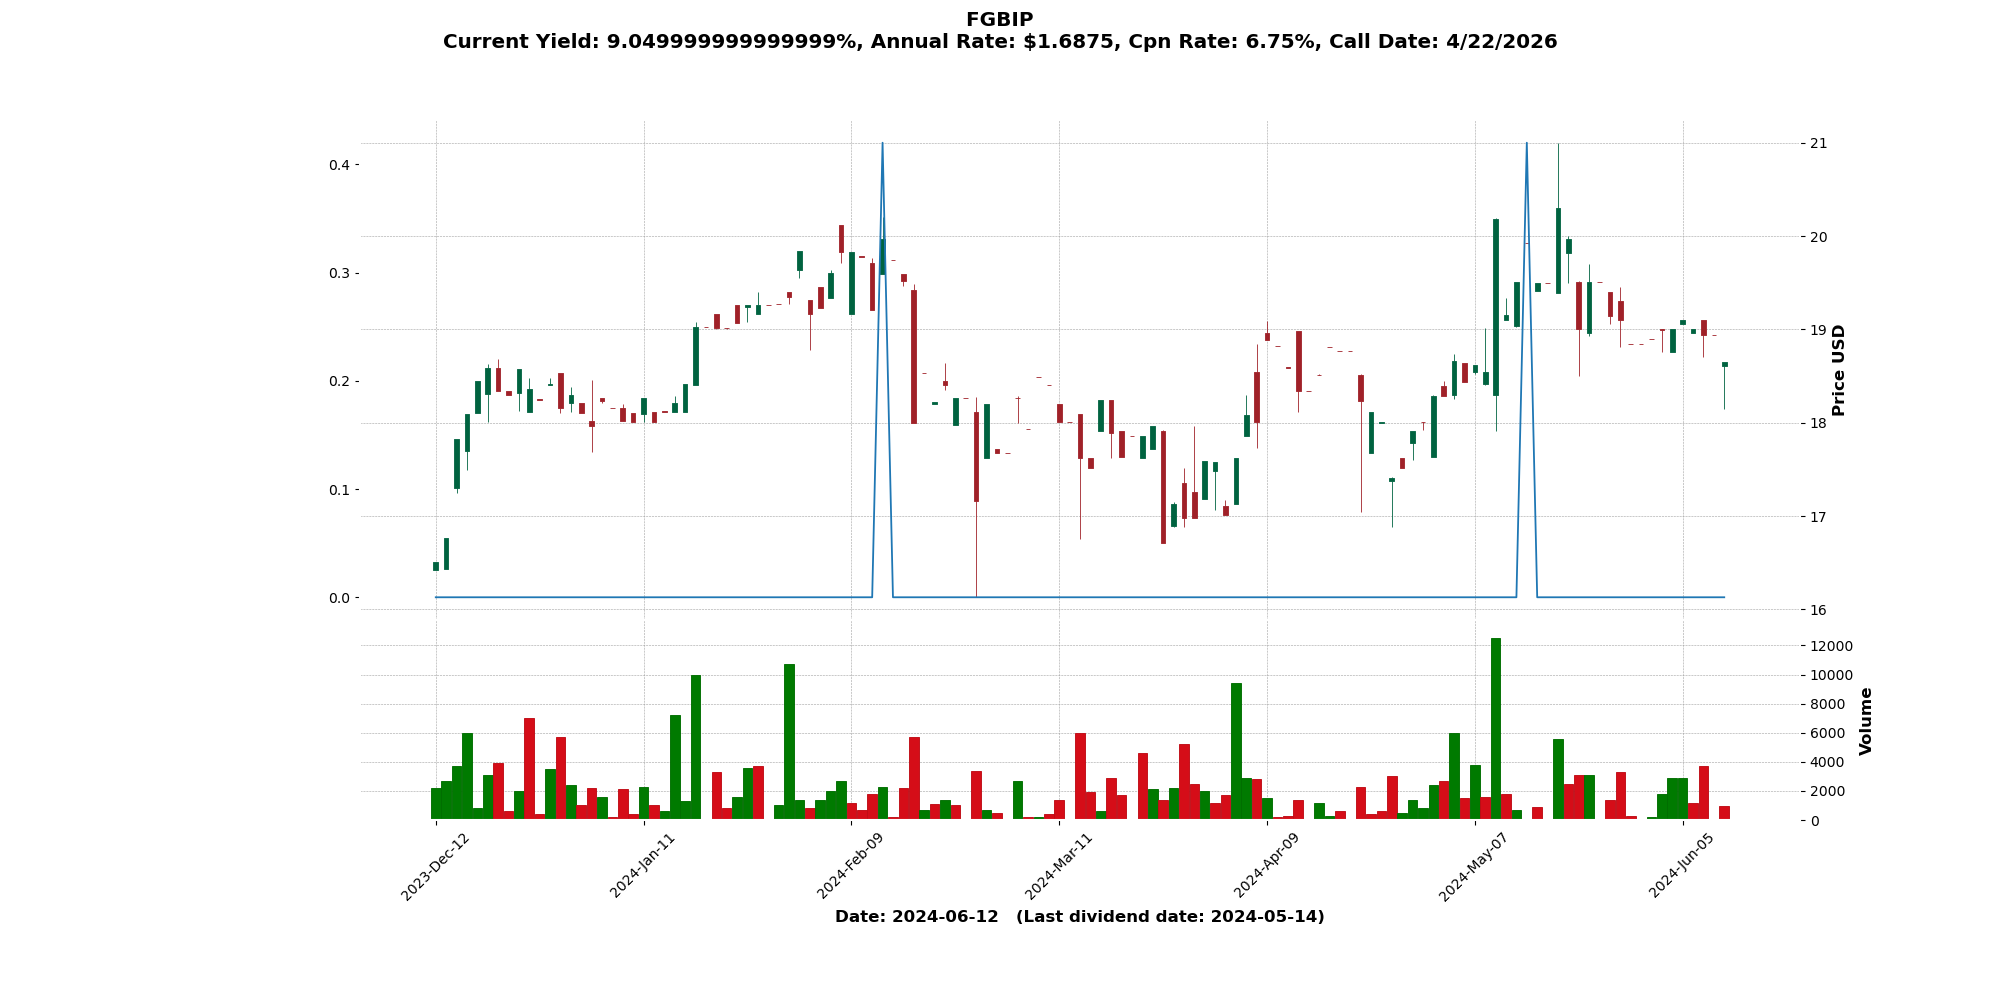 FGBIP
Current Yield: 9.049999999999999%, Annual Rate: $1.6875, Cpn Rate: 6.75%, Call Date: 4/22/2026
0.4
0.3
0.2
0.1
0.0
21
20
19
18
17
16
Price USD
12000
10000
8000
6000
4000
2000
0
Volume
2023-Dec-12
2024-Jan-11
2024-Feb-09
2024-Mar-11
2024-Apr-09
2024-May-07
2024-Jun-05
Date: 2024-06-12   (Last dividend date: 2024-05-14)